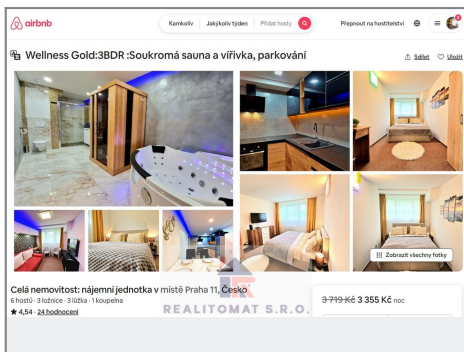 airbnb
Kamkoliv Jakýkoliv týden Přidat hosty
Přepnout na hostitelství
Wellness Gold:3BDR :Soukromá sauna a vířivka, parkování
Sdílet Uložit
Zobrazit všechny fotky
Celá nemovitost: nájemní jednotka v místě Praha 11, Česko
6 hostů · 3 ložnice · 3 lůžka · 1 koupelna
★ 4,54 · 24 hodnocení
3 719 Kč 3 355 Kč noc
REALITOMAT S.R.O.